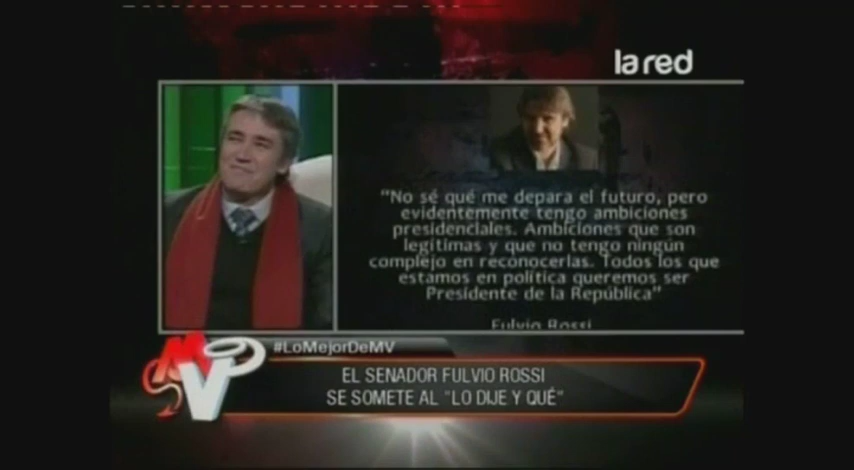 la red
"No sé qué me depara el futuro, pero
evidentemente tengo ambiciones
presidenciales. Ambiciones que son
legítimas y que no tengo ningún
complejo en reconocerlas. Todos los que
estamos en política queremos ser
Presidente de la República"
Fulvio Rossi
MV
#LoMejorDeMV
EL SENADOR FULVIO ROSSI
SE SOMETE AL "LO DIJE Y QUÉ"